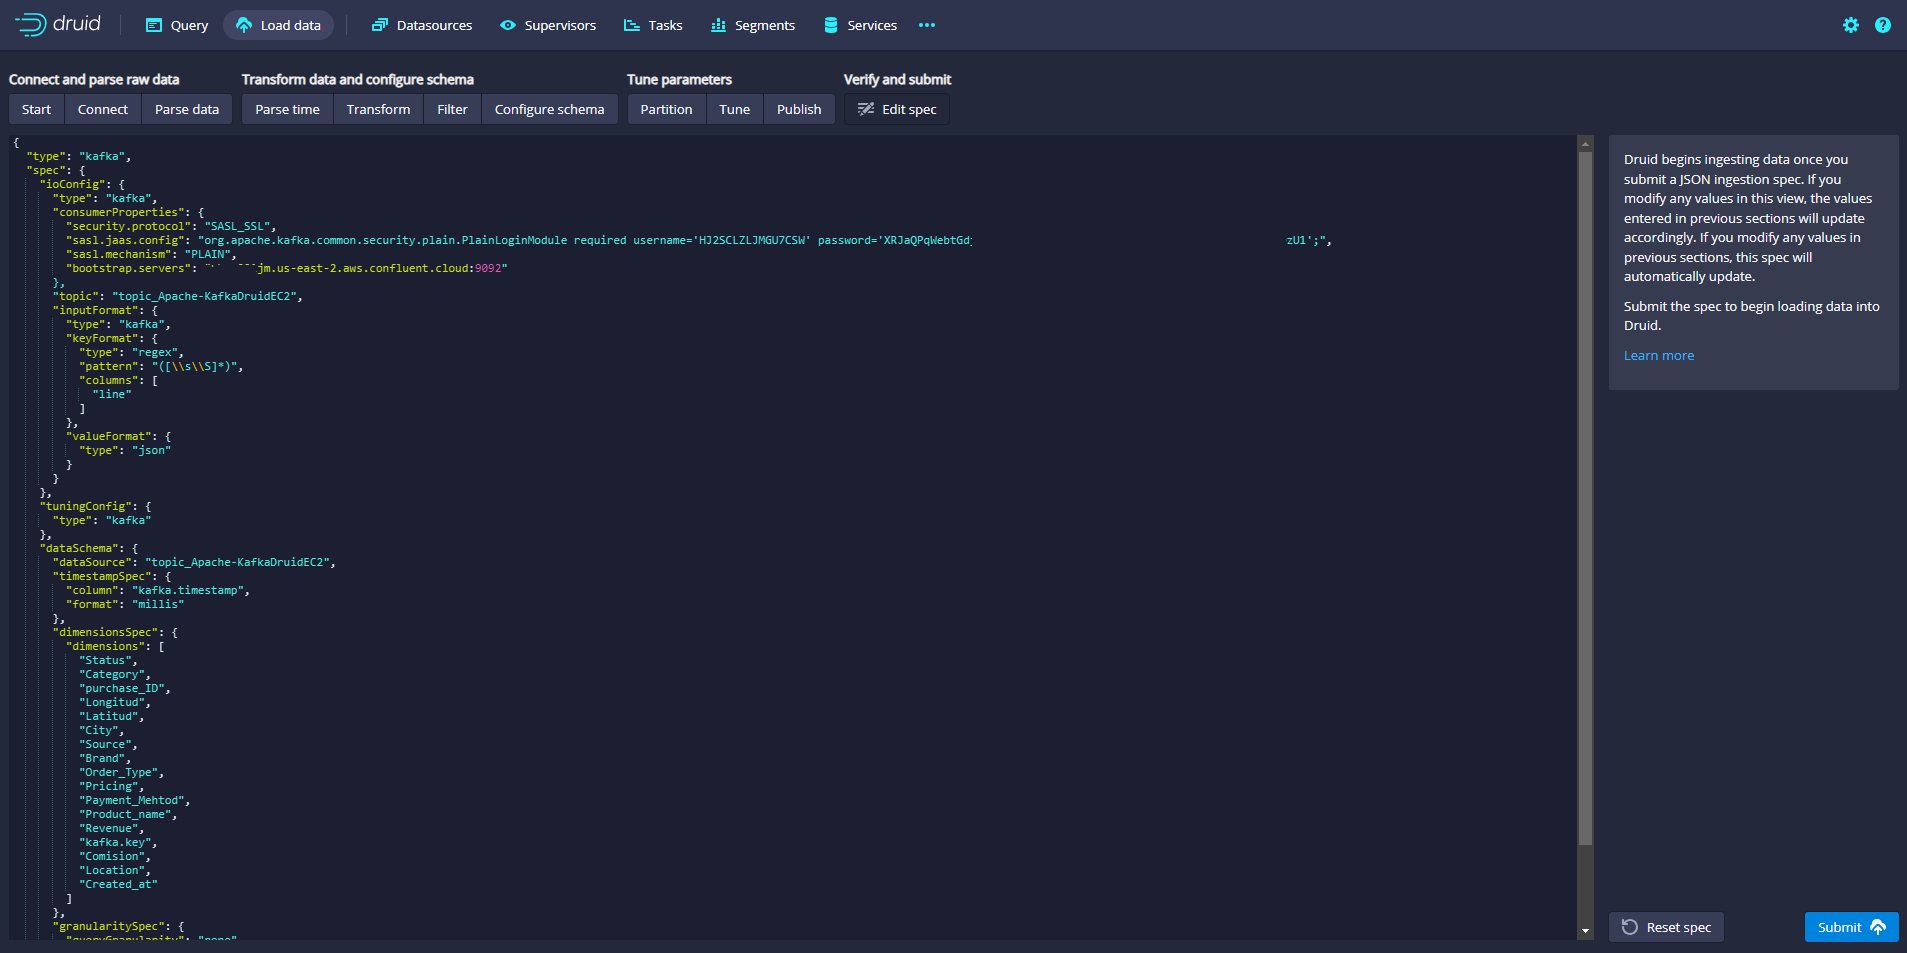 druid
Query
Load data
Datasources
Supervisors
Tasks
Segments
Services
Connect and parse raw data
Transform data and configure schema
Tune parameters
Verify and submit
Start
Connect
Parse data
Parse time
Transform
Filter
Configure schema
Partition
Tune
Publish
Edit spec
{
"type": "kafka",
"spec": {
"ioConfig": {
"type": "kafka",
"consumerProperties": {
"security.protocol": "SASL_SSL",
"sasl.jaas.config": "org.apache.kafka.common.security.plain.PlainLoginModule required username='HJ2SCLZLJMGU7CSW' password='XRJaQPqWebtGd zU1';",
"sasl.mechanism": "PLAIN",
"bootstrap.servers": jm.us-east-2.aws.confluent.cloud:9092"
},
"topic": "topic_Apache-KafkaDruidEC2",
"inputFormat": {
"type": "kafka",
"keyFormat": {
"type": "regex",
"pattern": "([\\s\\S]*)",
"columns": [
"line"
]
},
"valueFormat": {
"type": "json"
}
}
},
"tuningConfig": {
"type": "kafka"
},
"dataSchema": {
"dataSource": "topic_Apache-KafkaDruidEC2",
"timestampSpec": {
"column": "kafka.timestamp",
"format": "millis"
},
"dimensionsSpec": {
"dimensions": [
"Status",
"Category",
"purchase_ID",
"Longitud",
"Latitud",
"City",
"Source",
"Brand",
"Order_Type",
"Pricing",
"Payment_Mehtod",
"Product_name",
"Revenue",
"kafka.key",
"Comision",
"Location",
"Created_at"
]
},
"granularitySpec": {
"queryGranularity": "none"
Druid begins ingesting data once you
submit a JSON ingestion spec. If you
modify any values in this view, the values
entered in previous sections will update
accordingly. If you modify any values in
previous sections, this spec will
automatically update.
Submit the spec to begin loading data into
Druid.
Learn more
Reset spec
Submit